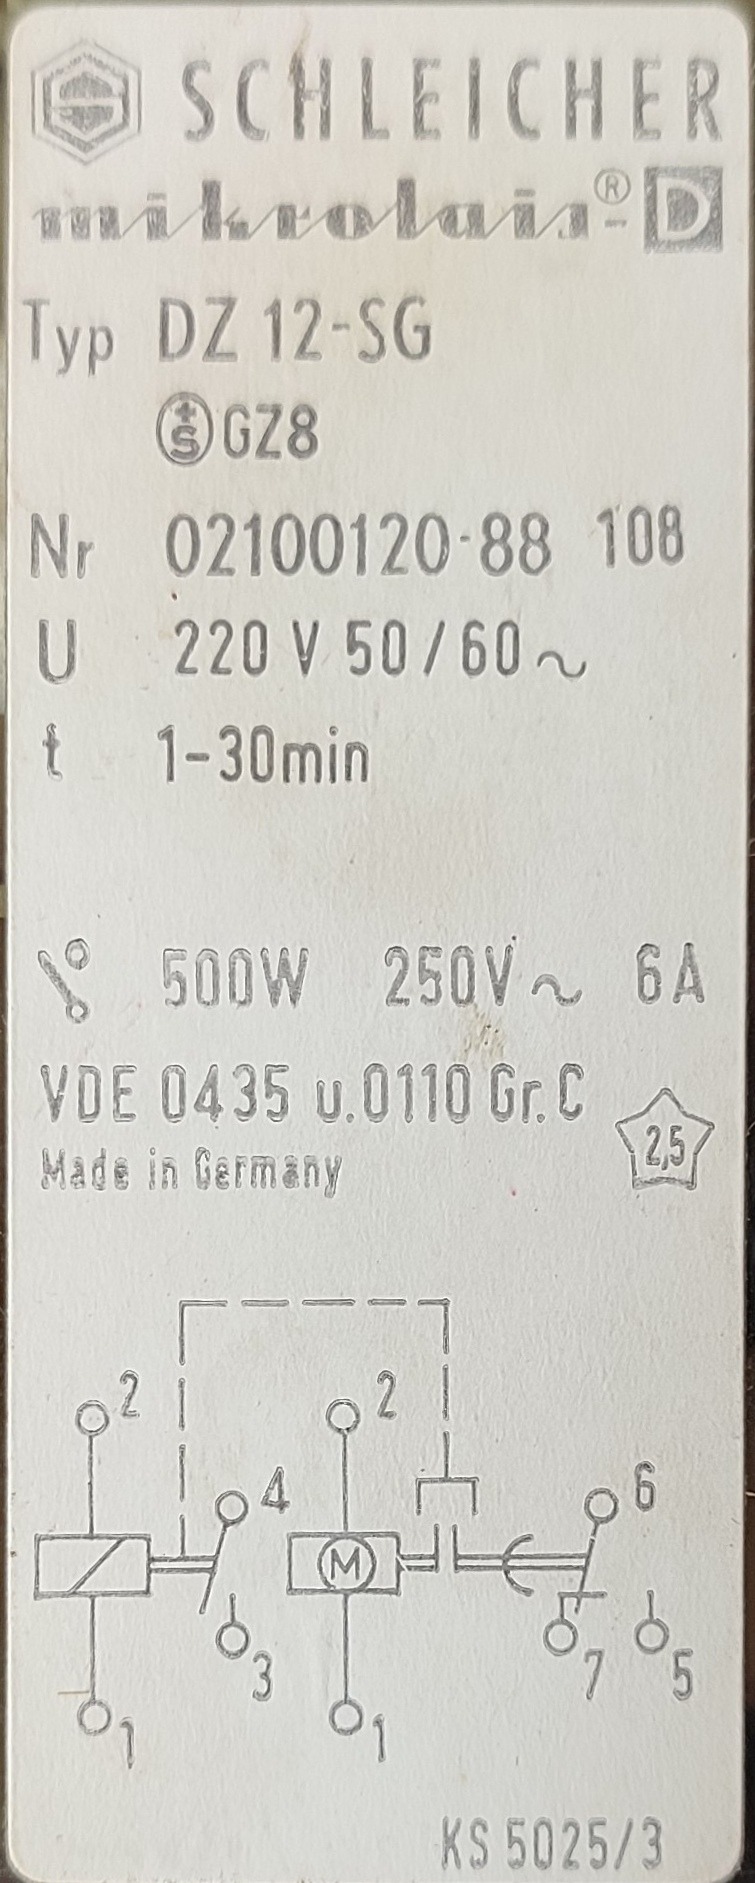 SCHLEICHER
mikrolais®-D
Typ DZ 12-SG
+S GZ8
Nr 02100120-88 108
U 220 V 50/60~
t 1-30min
500W 250V~ 6A
VDE 0435 u.0110 Gr.C
2,5
Made in Germany
2 2
4 6
M
3 7 5
1 1
KS 5025/3